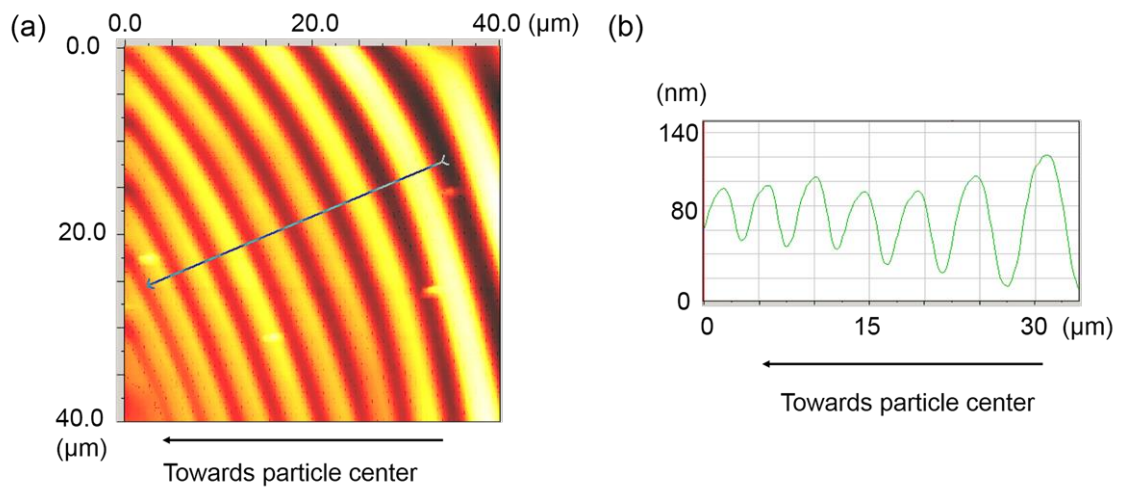 (a)
0.0 20.0 40.0 (μm)
0.0
20.0
40.0
(μm)
Towards particle center
(b)
(nm)
140
80
0
0 15 30 (μm)
Towards particle center